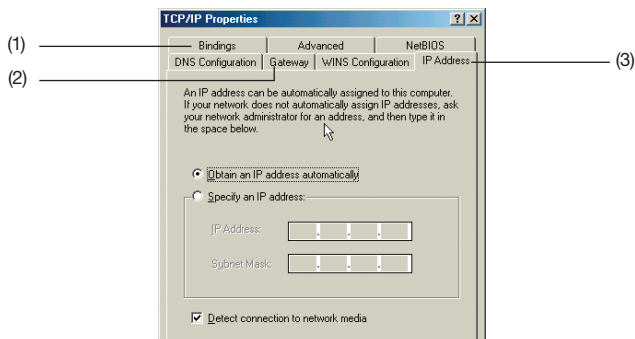 TCP/IP Properties
(1)
Bindings Advanced NetBIOS
DNS Configuration Gateway WINS Configuration IP Address
(2)
(3)
An IP address can be automatically assigned to this computer.
If your network does not automatically assign IP addresses, ask
your network administrator for an address, and then type it in
the space below.
Obtain an IP address automatically
Specify an IP address:
IP Address:
Subnet Mask:
Detect connection to network media